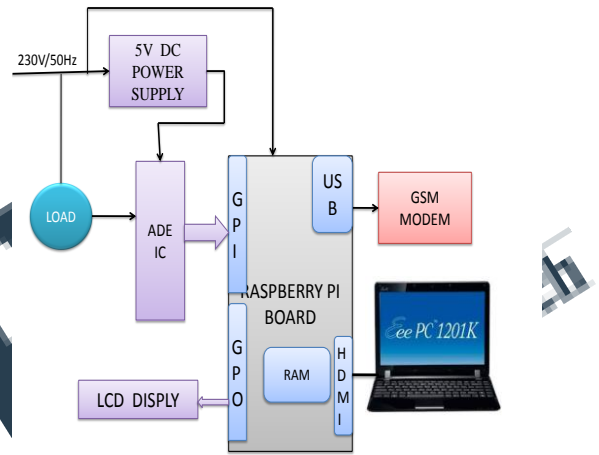 230V/50Hz
5V DC
POWER
SUPPLY
LOAD
ADE
IC
G
P
I
US
B
GSM
MODEM
RASPBERRY PI
BOARD
G
P
O
RAM
H
D
M
I
LCD DISPLY
Eee PC 1201K